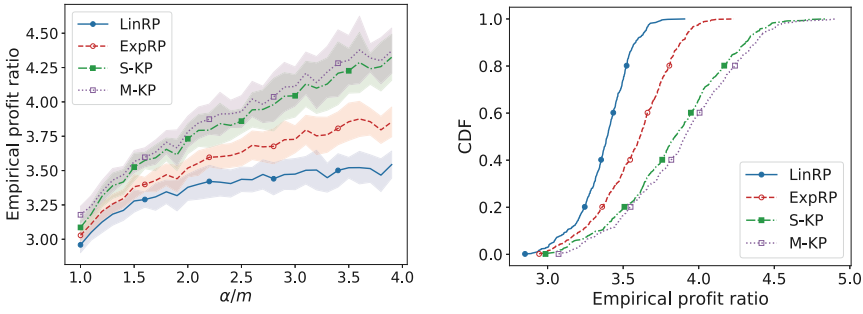 Empirical profit ratio
4.50
4.25
4.00
3.75
3.50
3.25
3.00
LinRP
ExpRP
S-KP
M-KP
1.0 1.5 2.0 2.5 3.0 3.5 4.0
α/m
CDF
1.0
0.8
0.6
0.4
0.2
0.0
LinRP
ExpRP
S-KP
M-KP
3.0 3.5 4.0 4.5 5.0
Empirical profit ratio